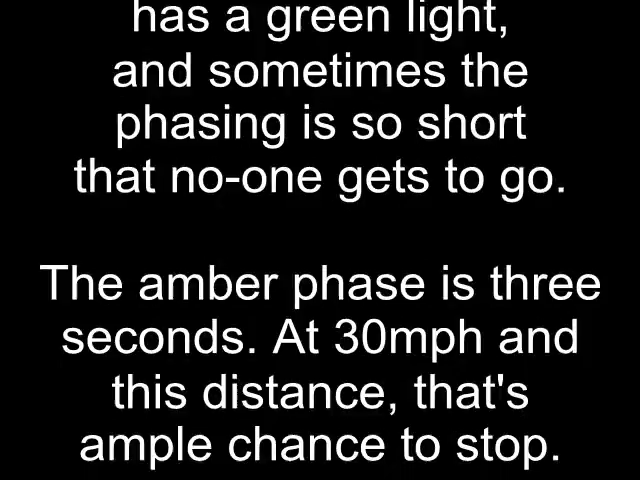 has a green light,
and sometimes the
phasing is so short
that no-one gets to go.
The amber phase is three
seconds. At 30mph and
this distance, that's
ample chance to stop.